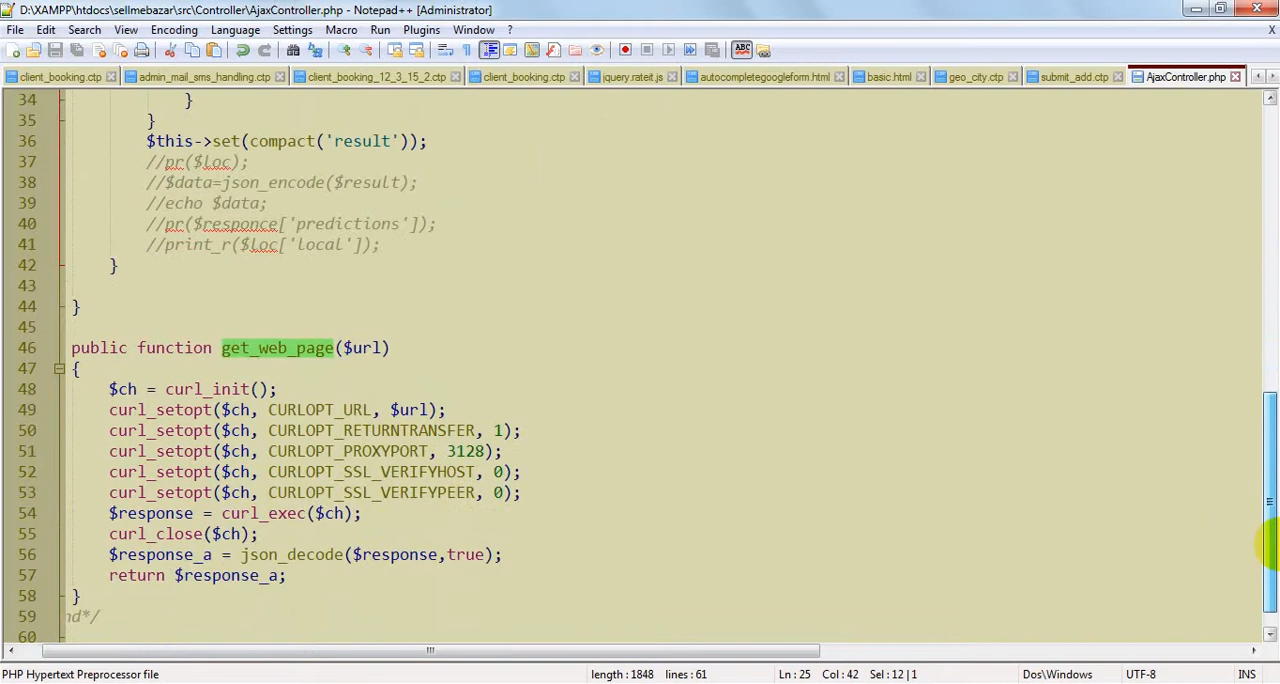 D:\XAMPP\htdocs\sellmebazar\src\Controller\AjaxController.php - Notepad++ [Administrator]
File Edit Search View Encoding Language Settings Macro Run Plugins Window ? X
client_booking.ctp admin_mail_sms_handling.ctp client_booking_12_3_15_2.ctp client_booking.ctp jquery.rateit.js autocompletegoogleform.html basic.html geo_city.ctp submit_add.ctp AjaxController.php
34 }
35 }
36 $this->set(compact('result'));
37 //pr($loc);
38 //$data=json_encode($result);
39 //echo $data;
40 //pr($responce['predictions']);
41 //print_r($loc['local']);
42 }
43
44 }
45
46 public function get_web_page($url)
47 {
48 $ch = curl_init();
49 curl_setopt($ch, CURLOPT_URL, $url);
50 curl_setopt($ch, CURLOPT_RETURNTRANSFER, 1);
51 curl_setopt($ch, CURLOPT_PROXYPORT, 3128);
52 curl_setopt($ch, CURLOPT_SSL_VERIFYHOST, 0);
53 curl_setopt($ch, CURLOPT_SSL_VERIFYPEER, 0);
54 $response = curl_exec($ch);
55 curl_close($ch);
56 $response_a = json_decode($response,true);
57 return $response_a;
58 }
59 nd*/
60
PHP Hypertext Preprocessor file length : 1848 lines : 61 Ln : 25 Col : 42 Sel : 12 | 1 Dos\Windows UTF-8 INS